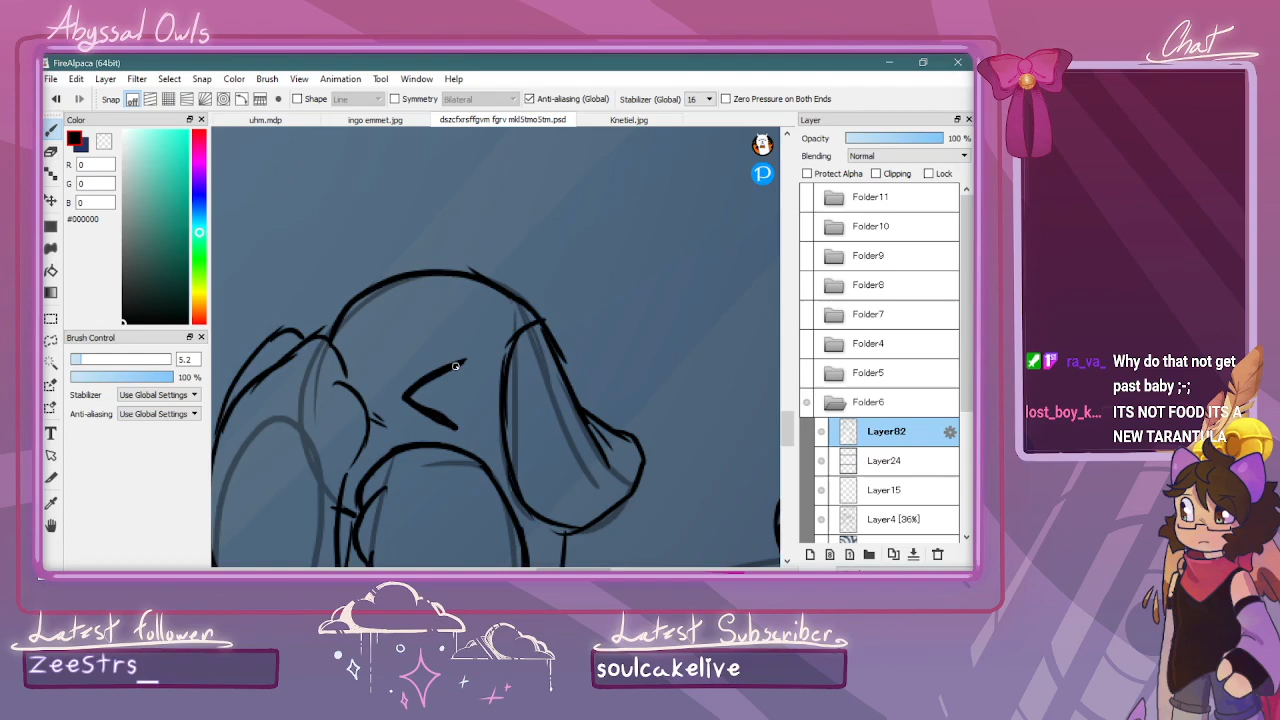 Abyssal Owls
Chat
FireAlpaca (64bit)
File Edit Layer Filter Select Snap Color Brush View Animation Tool Window Help
Snap off Shape Line Symmetry Bilateral Anti-aliasing (Global) Stabilizer (Global) 16 Zero Pressure on Both Ends
Color
uhm.mdp
ingo emmet.jpg
dszcfxrsffgvm fgrv mkl5tmo5tm.psd
Knetiel.jpg
Layer
R 0
G 0
B 0
#000000
Opacity 100 %
Blending Normal
Protect Alpha Clipping Lock
Folder11
Folder10
Folder9
Folder8
Folder7
Folder4
Folder5
Folder6
Layer82
Layer24
Layer15
Layer4 [36%]
Brush Control
5.2
100 %
Stabilizer Use Global Settings
Anti-aliasing Use Global Settings
ra_va_ Why do that not get
past baby ;-;
lost_boy_k... ITS NOT FOOD ITS A
NEW TARANTULA
Latest follower
zeeStrs_
Latest Subscriber
soulcakelive